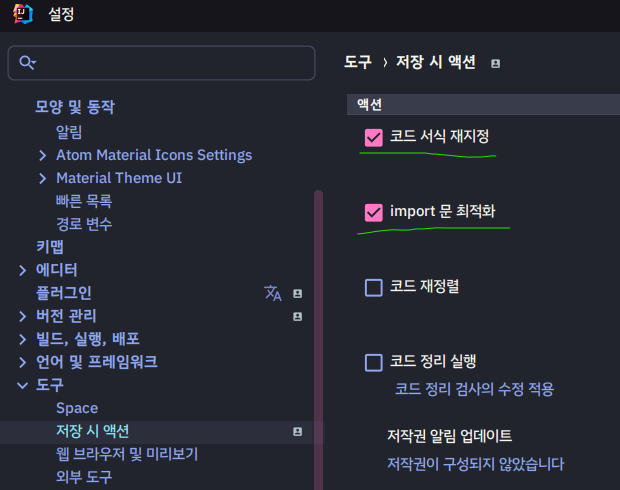 설정
모양 및 동작
알림
Atom Material Icons Settings
Material Theme UI
빠른 목록
경로 변수
키맵
에디터
플러그인
버전 관리
빌드, 실행, 배포
언어 및 프레임워크
도구
Space
저장 시 액션
웹 브라우저 및 미리보기
외부 도구
도구 › 저장 시 액션
액션
코드 서식 재지정
import 문 최적화
코드 재정렬
코드 정리 실행
코드 정리 검사의 수정 적용
저작권 알림 업데이트
저작권이 구성되지 않았습니다